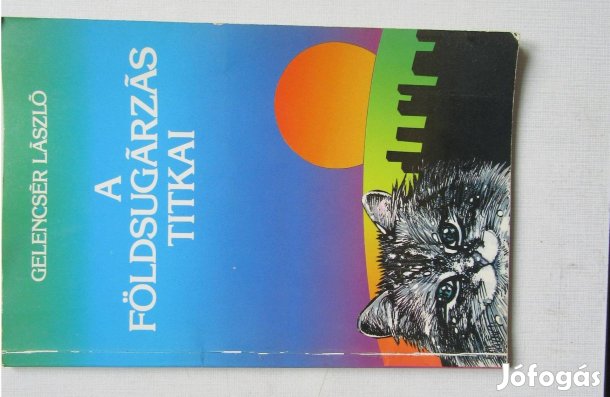 GELENCSÉR LÁSZLÓ
A
FÖLDSUGÁRZÁS
TITKAI
Jófogás